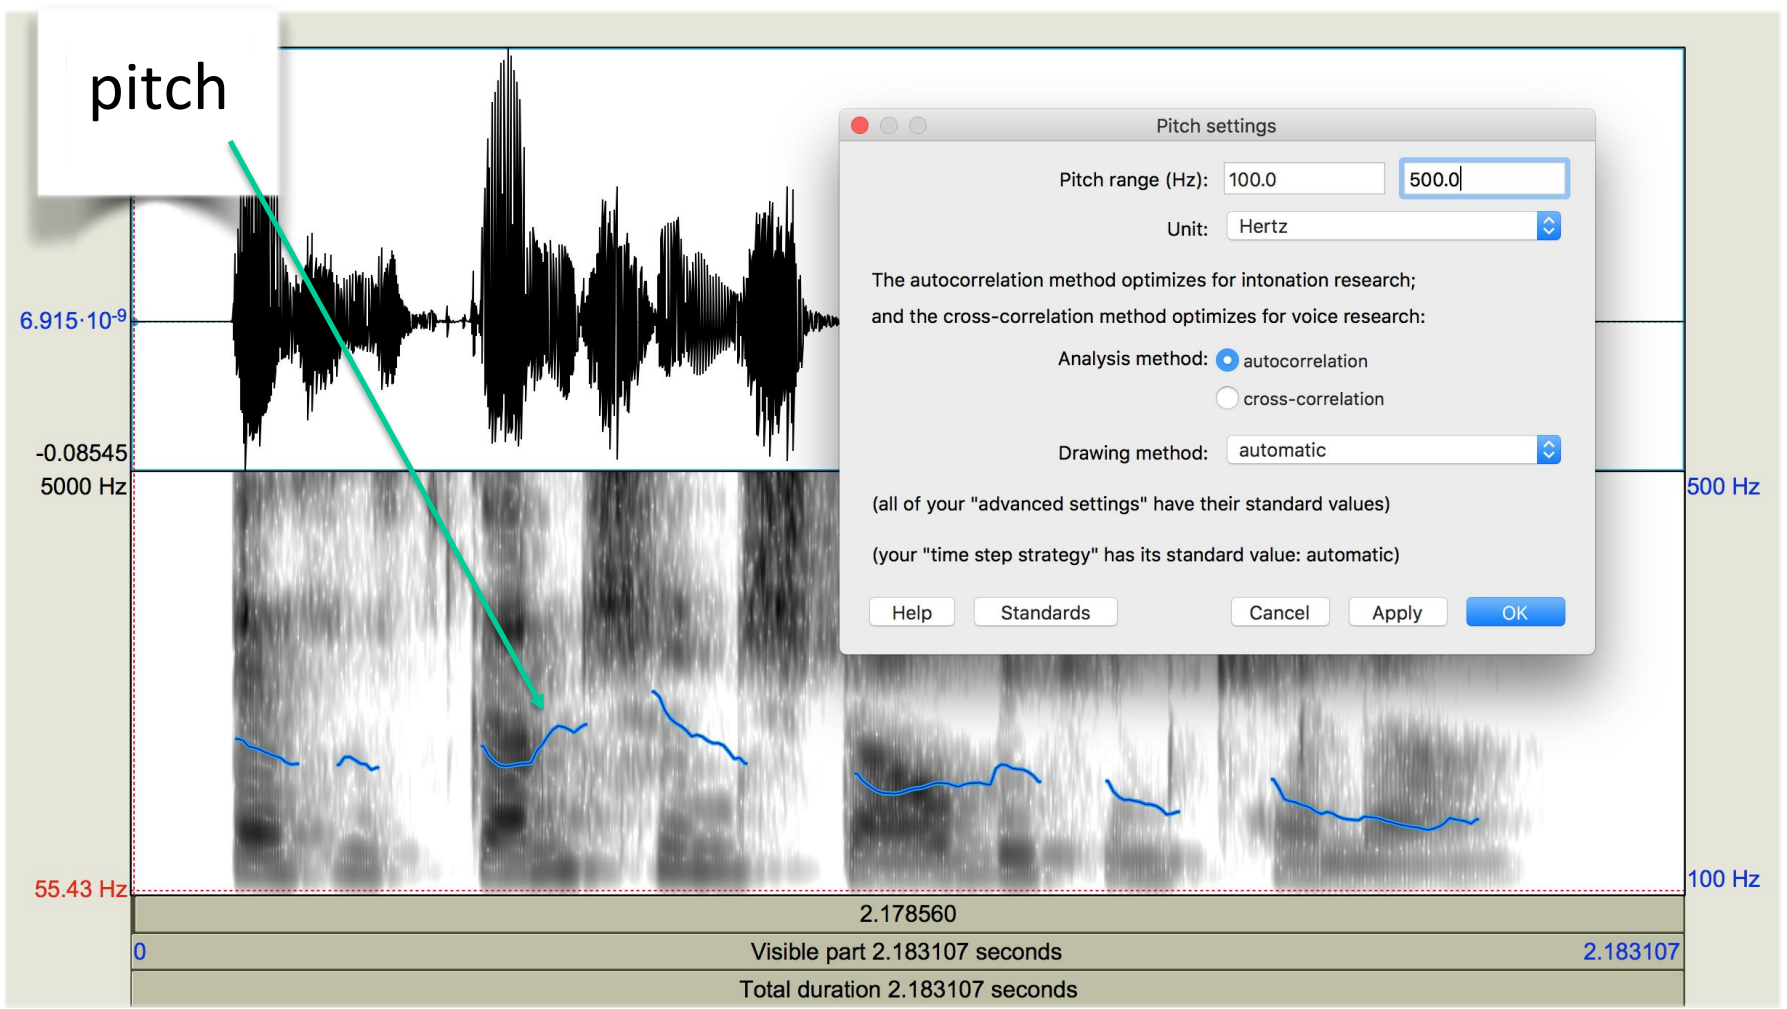 pitch
Pitch settings
Pitch range (Hz): 100.0 500.0
Unit: Hertz
The autocorrelation method optimizes for intonation research;
and the cross-correlation method optimizes for voice research:
Analysis method: autocorrelation
cross-correlation
Drawing method: automatic
(all of your "advanced settings" have their standard values)
(your "time step strategy" has its standard value: automatic)
Help Standards Cancel Apply OK
6.915·10⁻⁹
-0.08545
5000 Hz 500 Hz
55.43 Hz 100 Hz
2.178560
0 Visible part 2.183107 seconds 2.183107
Total duration 2.183107 seconds